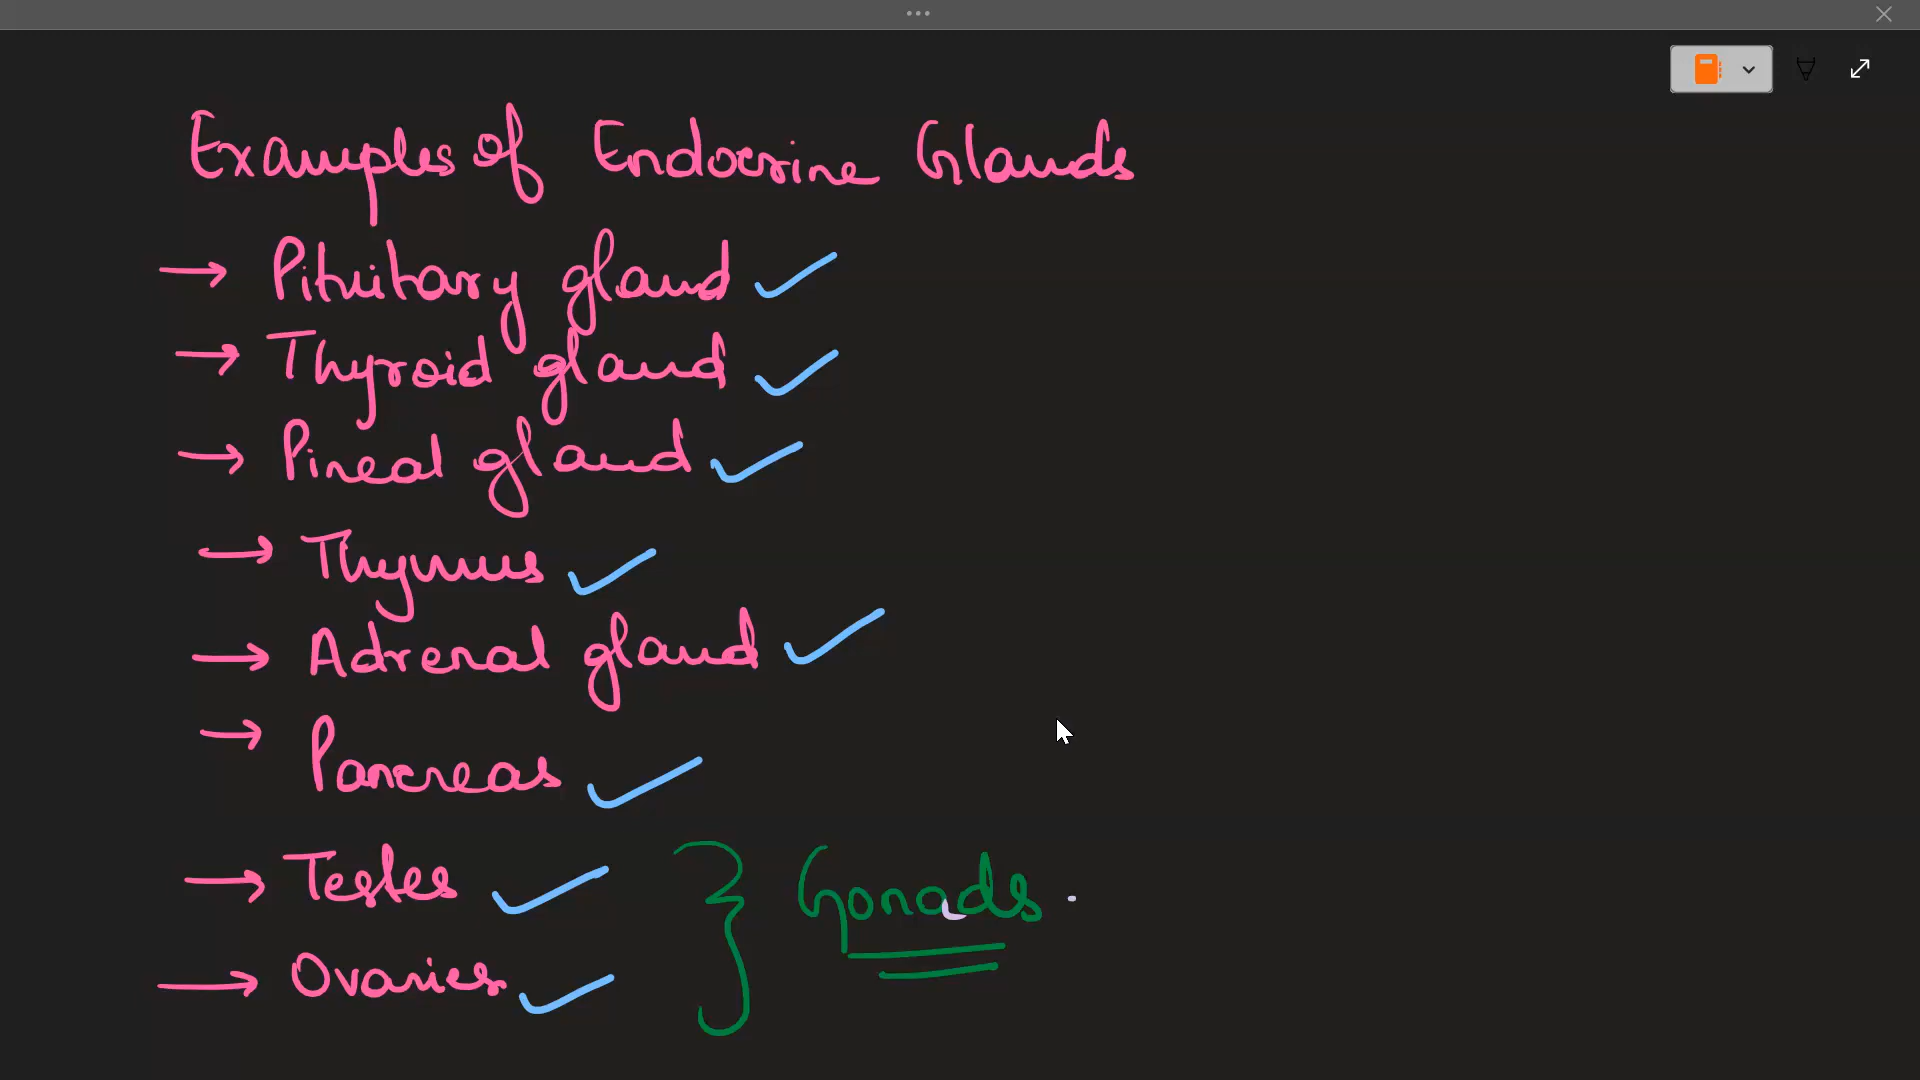 Examples of Endocrine Glands
→ Pituitary gland ✓
→ Thyroid gland ✓
→ Pineal gland ✓
→ Thymus ✓
→ Adrenal gland ✓
→ Pancreas ✓
→ Testes ✓
→ Ovaries ✓
} Gonads